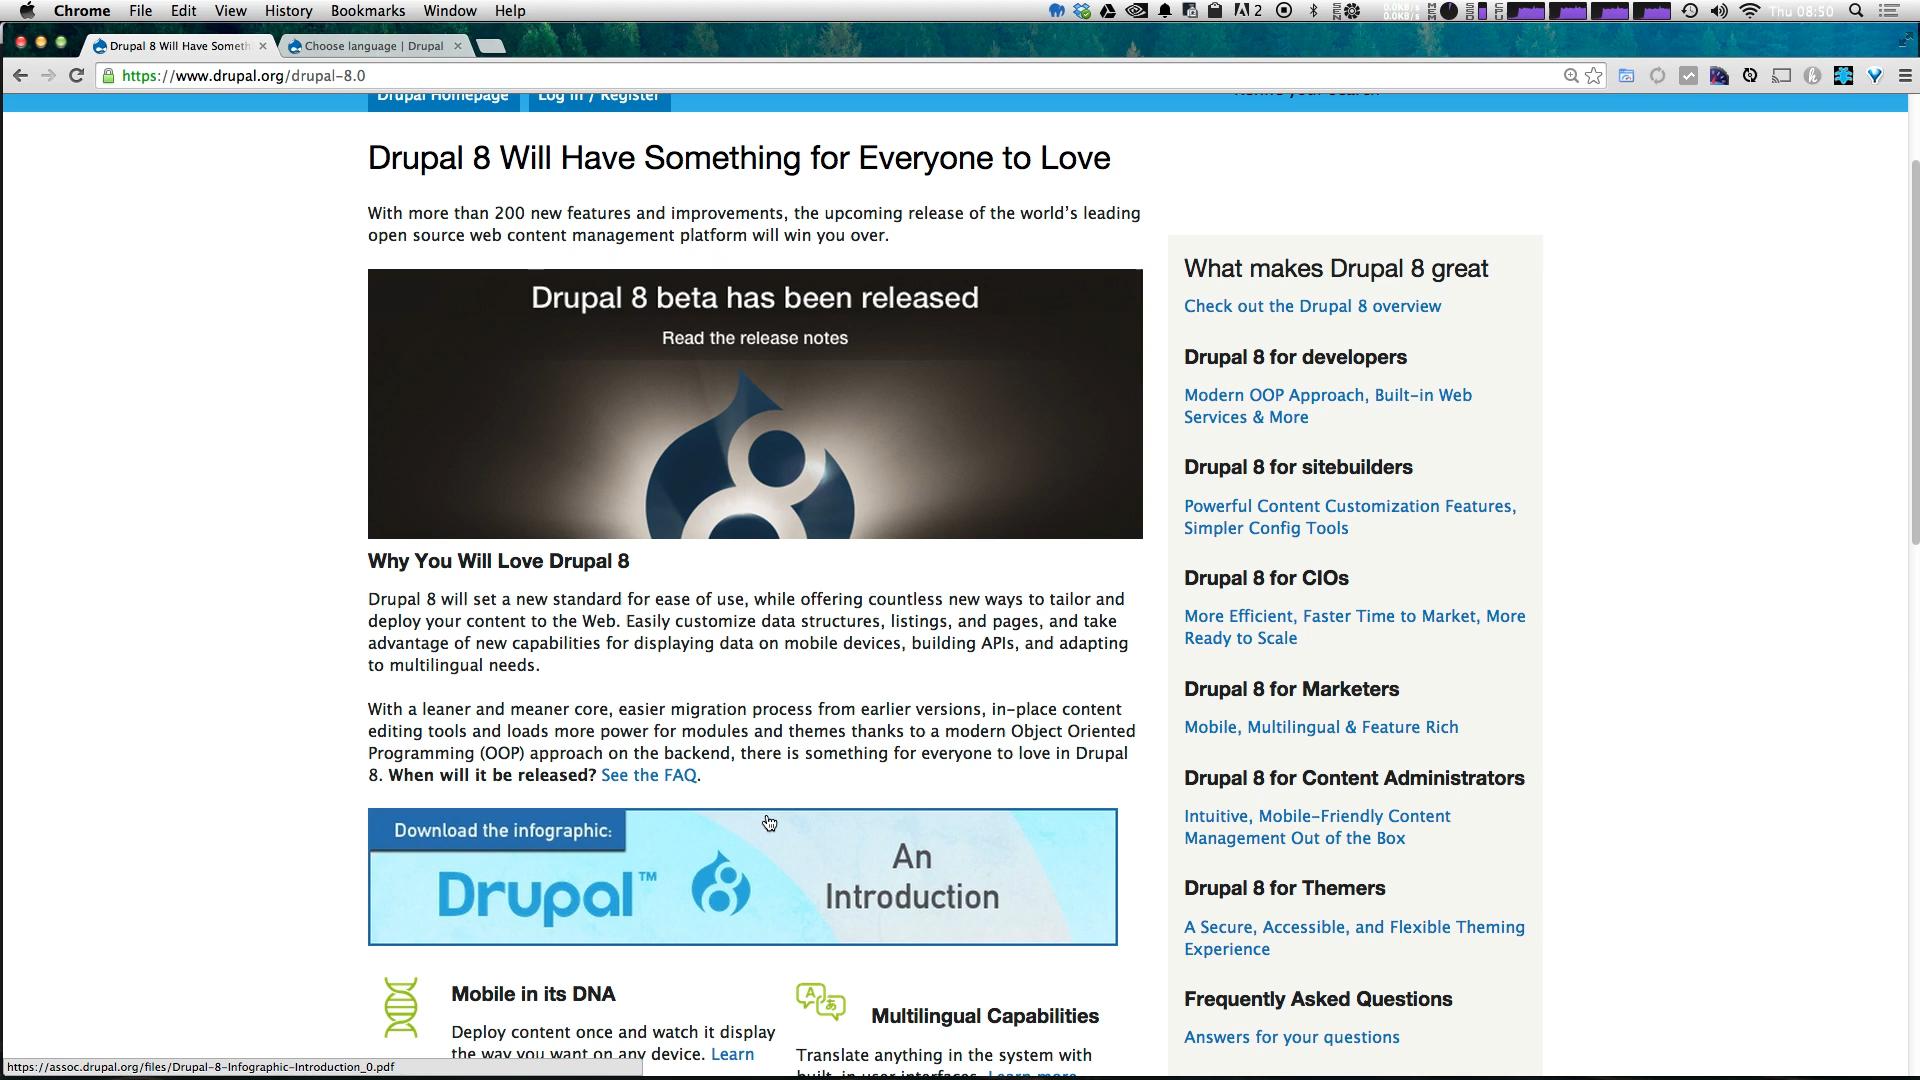 Chrome File Edit View History Bookmarks Window Help
2 Thu 08:50
Drupal 8 Will Have Someth Choose language | Drupal
https://www.drupal.org/drupal-8.0
Drupal Homepage Log in / Register
Drupal 8 Will Have Something for Everyone to Love
With more than 200 new features and improvements, the upcoming release of the world's leading
open source web content management platform will win you over.
Drupal 8 beta has been released
Read the release notes
Why You Will Love Drupal 8
Drupal 8 will set a new standard for ease of use, while offering countless new ways to tailor and
deploy your content to the Web. Easily customize data structures, listings, and pages, and take
advantage of new capabilities for displaying data on mobile devices, building APIs, and adapting
to multilingual needs.
With a leaner and meaner core, easier migration process from earlier versions, in-place content
editing tools and loads more power for modules and themes thanks to a modern Object Oriented
Programming (OOP) approach on the backend, there is something for everyone to love in Drupal
8. When will it be released? See the FAQ.
Download the infographic:
Drupal™ 8
An
Introduction
Mobile in its DNA
Deploy content once and watch it display
the way you want on any device. Learn
Multilingual Capabilities
Translate anything in the system with
built-in user interfaces. Learn more
What makes Drupal 8 great
Check out the Drupal 8 overview
Drupal 8 for developers
Modern OOP Approach, Built-in Web
Services & More
Drupal 8 for sitebuilders
Powerful Content Customization Features,
Simpler Config Tools
Drupal 8 for CIOs
More Efficient, Faster Time to Market, More
Ready to Scale
Drupal 8 for Marketers
Mobile, Multilingual & Feature Rich
Drupal 8 for Content Administrators
Intuitive, Mobile-Friendly Content
Management Out of the Box
Drupal 8 for Themers
A Secure, Accessible, and Flexible Theming
Experience
Frequently Asked Questions
Answers for your questions
https://assoc.drupal.org/files/Drupal-8-Infographic-Introduction_0.pdf